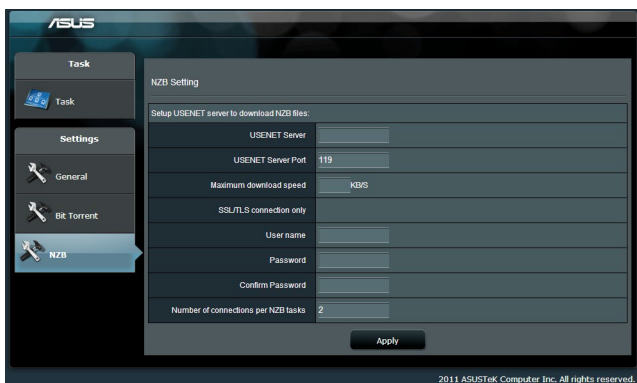 ASUS
Task
Task
Settings
General
Bit Torrent
NZB
NZB Setting
Setup USENET server to download NZB files:
USENET Server
USENET Server Port 119
Maximum download speed KB/S
SSL/TLS connection only
User name
Password
Confirm Password
Number of connections per NZB tasks 2
Apply
2011 ASUSTeK Computer Inc. All rights reserved.